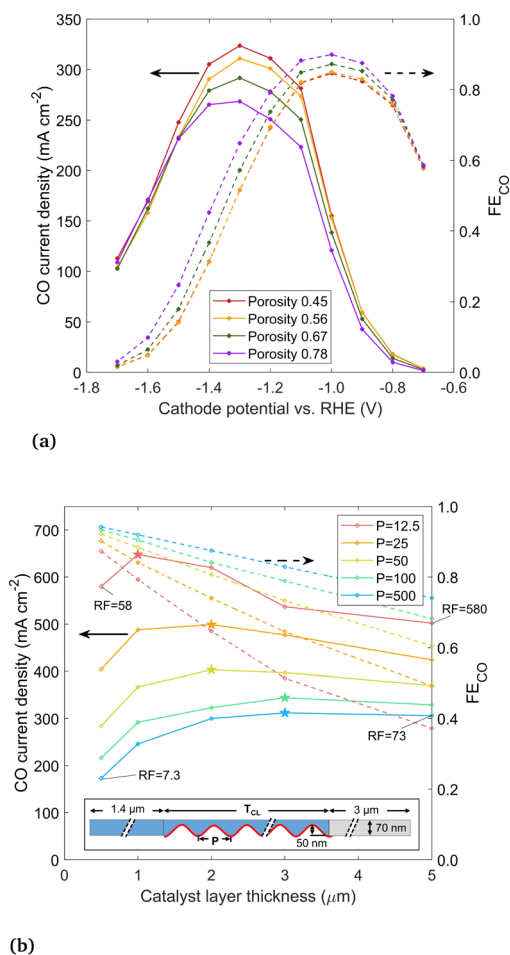 350
300
250
200
150
100
50
0
CO current density (mA cm-2)
1.0
0.8
0.6
0.4
0.2
0.0
FECO
Porosity 0.45
Porosity 0.56
Porosity 0.67
Porosity 0.78
-1.8 -1.6 -1.4 -1.2 -1.0 -0.8 -0.6
Cathode potential vs. RHE (V)
(a)
700
600
500
400
300
200
100
0
CO current density (mA cm-2)
1.0
0.8
0.6
0.4
0.2
0.0
FECO
P=12.5
P=25
P=50
P=100
P=500
RF=58
RF=580
RF=73
RF=7.3
1.4 μm TCL 3 μm
P 50 nm 70 nm
0 1 2 3 4 5
Catalyst layer thickness (μm)
(b)